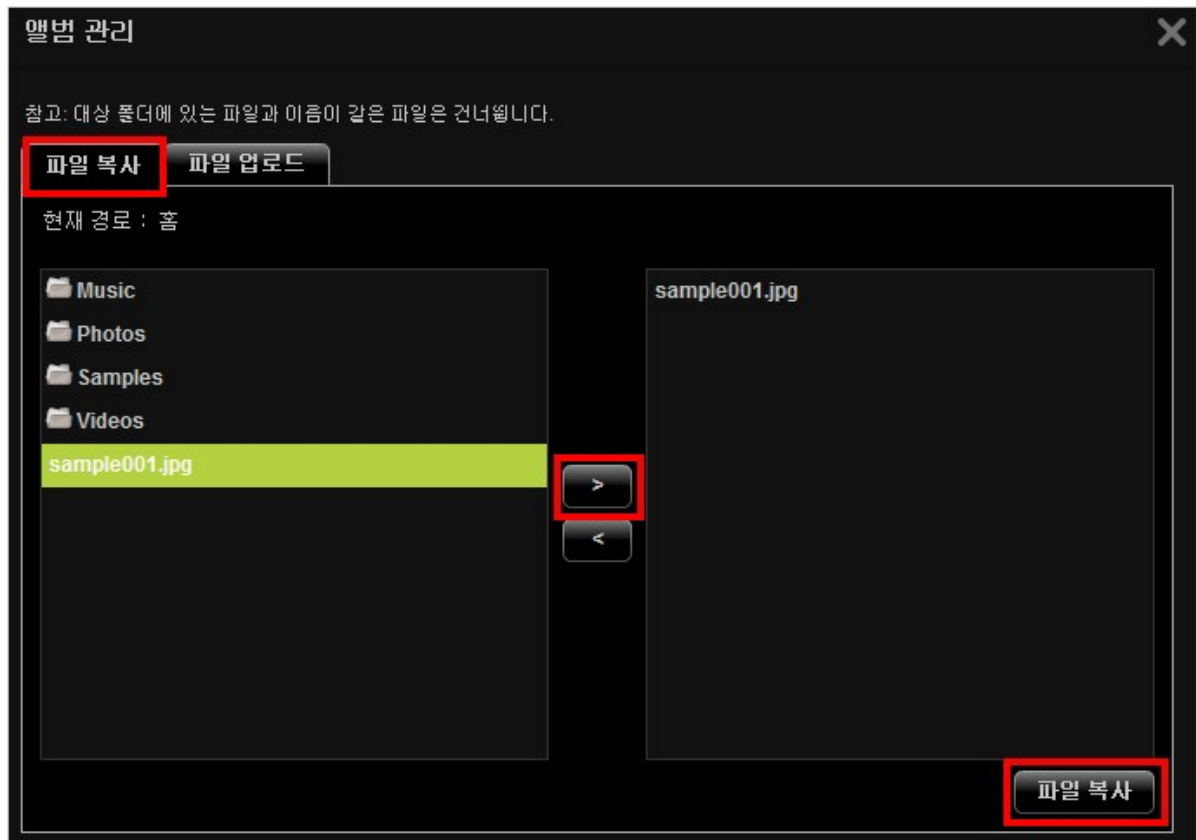 앨범 관리
참고: 대상 폴더에 있는 파일과 이름이 같은 파일은 건너뜁니다.
파일 복사 파일 업로드
현재 경로 : 홈
Music
Photos
Samples
Videos
sample001.jpg
sample001.jpg
>
<
파일 복사